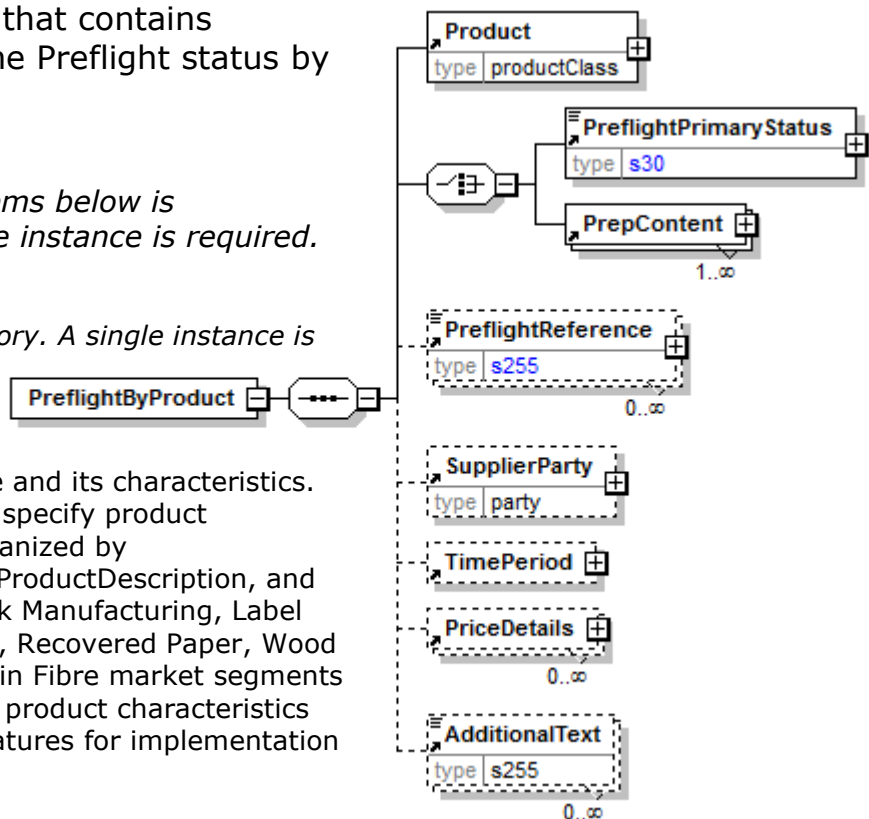 that contains
ne Preflight status by
ms below is
e instance is required.
ory. A single instance is
e and its characteristics.
specify product
anized by
ProductDescription, and
k Manufacturing, Label
, Recovered Paper, Wood
in Fibre market segments
product characteristics
atures for implementation
PreflightByProduct
Product
type productClass
PreflightPrimaryStatus
type s30
PrepContent
1..∞
PreflightReference
type s255
0..∞
SupplierParty
type party
TimePeriod
PriceDetails
0..∞
AdditionalText
type s255
0..∞